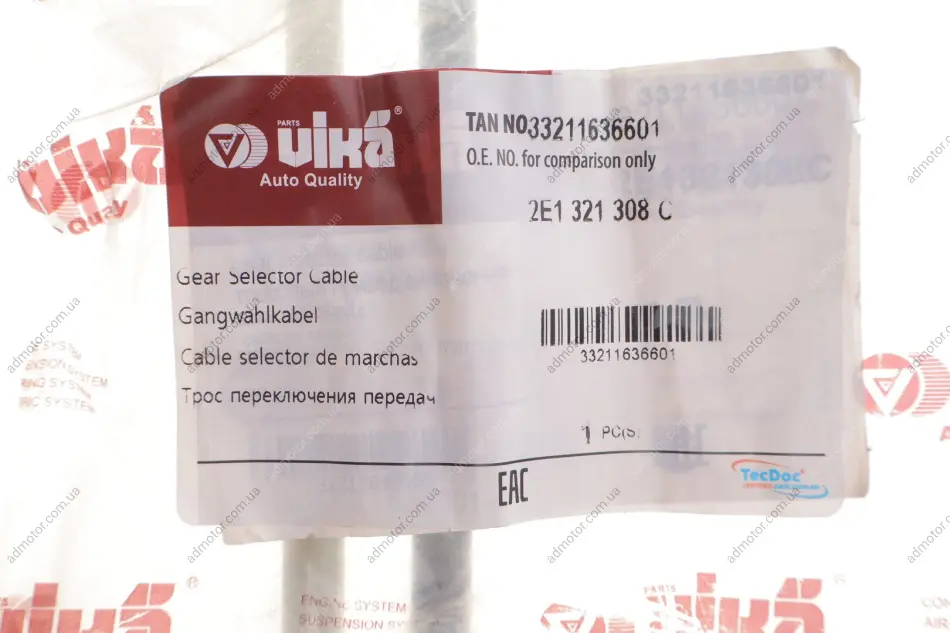 PARTS
VIKA®
Auto Quality
TAN NO33211636601
O.E. NO. for comparison only
2E1 321 308 C
Gear Selector Cable
Gangwahlkabel
Cable selector de marchas
Трос переключения передач
33211636601
1 PC(S)
EAC
TecDoc
ENGINE SYSTEM
SUSPENSION SY
admotor.com.ua